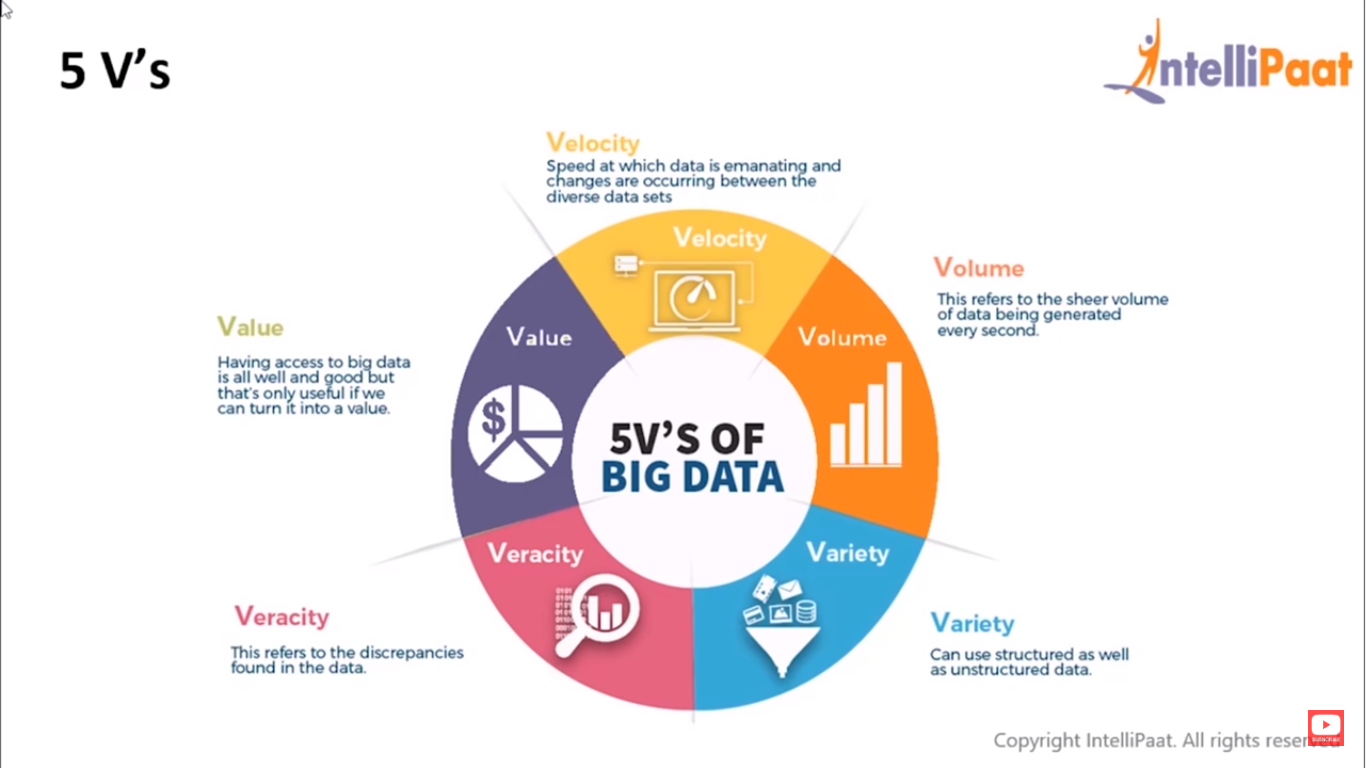 5 V’s
IntelliPaat
Velocity
Speed at which data is emanating and
changes are occurring between the
diverse data sets
Velocity
Volume
This refers to the sheer volume
of data being generated
every second.
Value
Having access to big data
is all well and good but
that's only useful if we
can turn it into a value.
Value
$
Volume
5V’S OF
BIG DATA
Veracity
Variety
Veracity
This refers to the discrepancies
found in the data.
Variety
Can use structured as well
as unstructured data.
Copyright IntelliPaat. All rights reserved
SUBSCRIBE